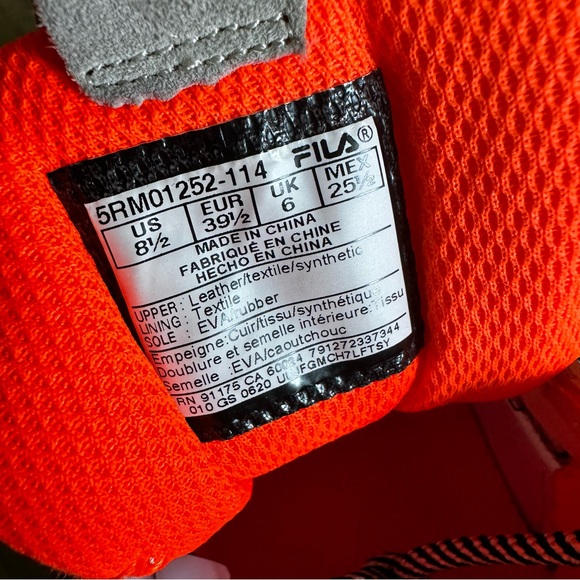 FILA®
5RM01252-114
US EUR UK MEX
8½ 39½ 6 25½
MADE IN CHINA
FABRIQUÉ EN CHINE
HECHO EN CHINA
UPPER : Leather/textile/synthetic
LINING : Textile
SOLE : EVA/rubber
Empeigne:Cuir/tissu/synthétique
Doublure et semelle intérieure:Tissu
Semelle :EVA/caoutchouc
RN 91175 CA 791272337344
010 GS 0620